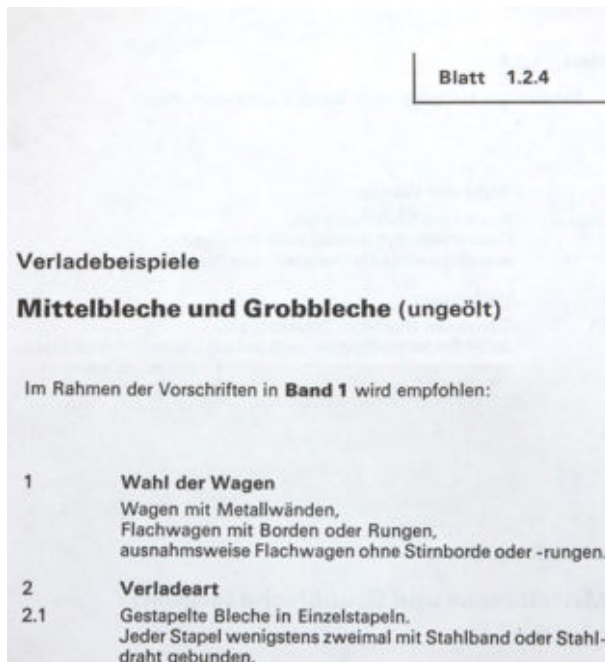 Blatt 1.2.4
Verladebeispiele
Mittelbleche und Grobbleche (ungeölt)
Im Rahmen der Vorschriften in Band 1 wird empfohlen:
1 Wahl der Wagen
Wagen mit Metallwänden,
Flachwagen mit Borden oder Rungen,
ausnahmsweise Flachwagen ohne Stirnborde oder -rungen.
2 Verladeart
2.1 Gestapelte Bleche in Einzelstapeln.
Jeder Stapel wenigstens zweimal mit Stahlband oder Stahl-
draht gebunden.